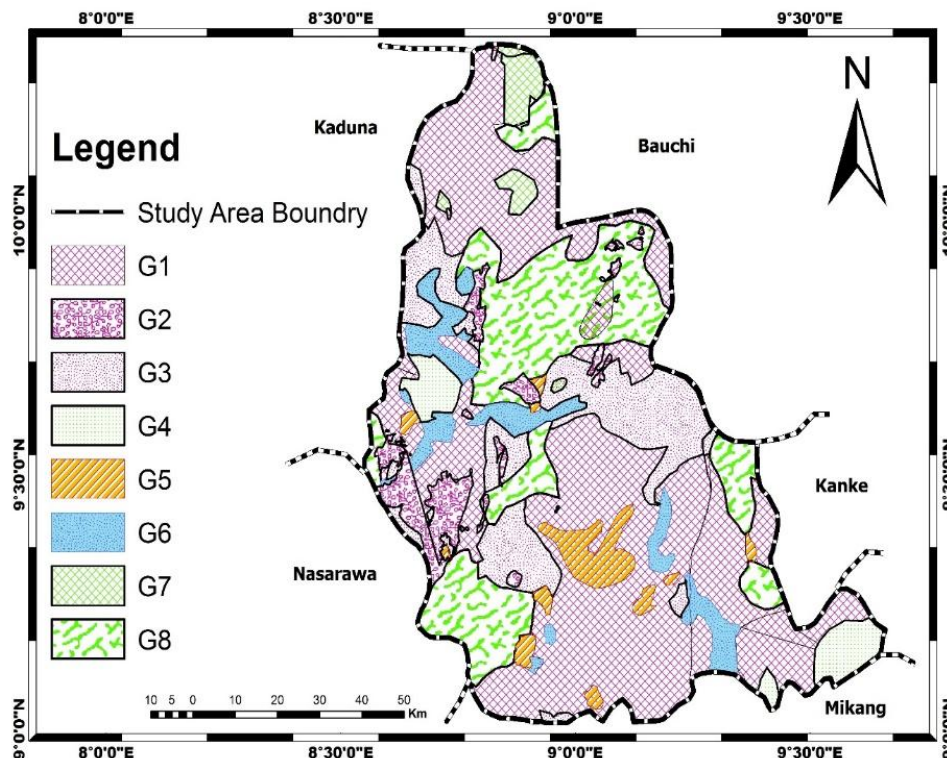 8°0'0"E 8°30'0"E 9°0'0"E 9°30'0"E
N
Kaduna
Bauchi
Legend
Study Area Boundry
10°0'0"N
10°0'0"N
G1
G2
G3
G4
9°30'0"N
9°30'0"N
G5
Kanke
G6
Nasarawa
G7
G8
Mikang
10 5 0 10 20 30 40 50
Km
9°0'0"N
9°0'0"N
8°0'0"E 8°30'0"E 9°0'0"E 9°30'0"E